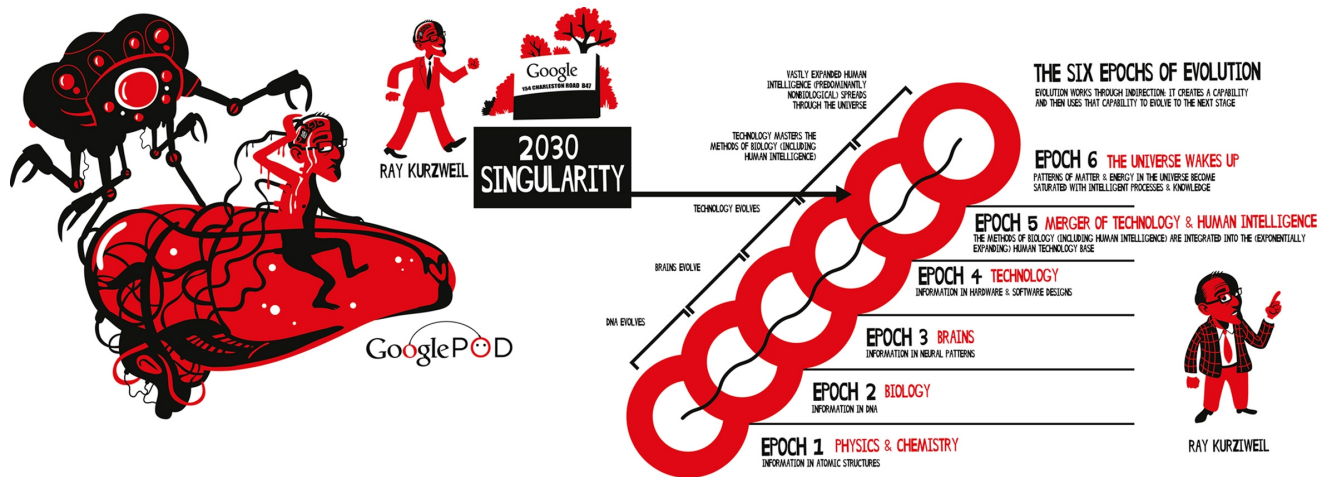 GooglePOD
RAY KURZWEIL
Google
154 CHARLESTON ROAD B47
2030
SINGULARITY
VASTLY EXPANDED HUMAN
INTELLIGENCE (PREDOMINANTLY
NONBIOLOGICAL) SPREADS
THROUGH THE UNIVERSE
TECHNOLOGY MASTERS THE
METHODS OF BIOLOGY (INCLUDING
HUMAN INTELLIGENCE)
TECHNOLOGY EVOLVES
BRAINS EVOLVE
DNA EVOLVES
THE SIX EPOCHS OF EVOLUTION
EVOLUTION WORKS THROUGH INDIRECTION: IT CREATES A CAPABILITY
AND THEN USES THAT CAPABILITY TO EVOLVE TO THE NEXT STAGE
EPOCH 6 THE UNIVERSE WAKES UP
PATTERNS OF MATTER & ENERGY IN THE UNIVERSE BECOME
SATURATED WITH INTELLIGENT PROCESSES & KNOWLEDGE
EPOCH 5 MERGER OF TECHNOLOGY & HUMAN INTELLIGENCE
THE METHODS OF BIOLOGY (INCLUDING HUMAN INTELLIGENCE) ARE INTEGRATED INTO THE (EXPONENTIALLY
EXPANDING) HUMAN TECHNOLOGY BASE
EPOCH 4 TECHNOLOGY
INFORMATION IN HARDWARE & SOFTWARE DESIGNS
EPOCH 3 BRAINS
INFORMATION IN NEURAL PATTERNS
EPOCH 2 BIOLOGY
INFORMATION IN DNA
EPOCH 1 PHYSICS & CHEMISTRY
INFORMATION IN ATOMIC STRUCTURES
RAY KURZIWEIL